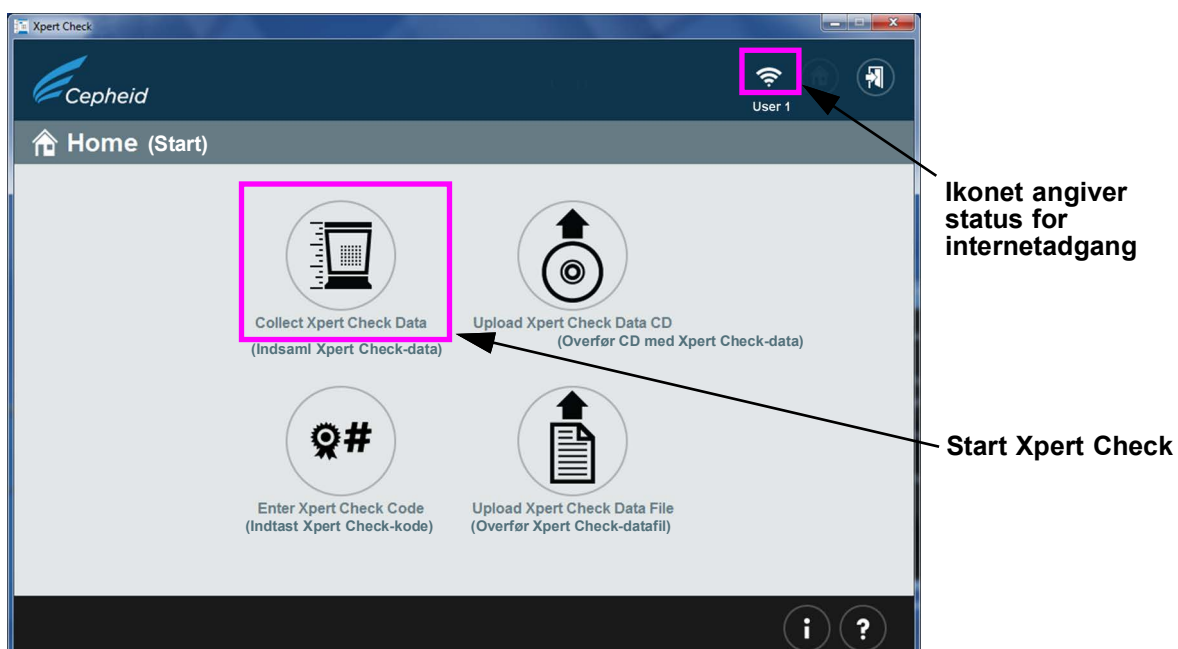 Xpert Check
Cepheid
User 1
Home (Start)
Ikonet angiver
status for
internetadgang
Collect Xpert Check Data
(Indsaml Xpert Check-data)
Upload Xpert Check Data CD
(Overfør CD med Xpert Check-data)
Start Xpert Check
#
Enter Xpert Check Code
(Indtast Xpert Check-kode)
Upload Xpert Check Data File
(Overfør Xpert Check-datafil)
i
?